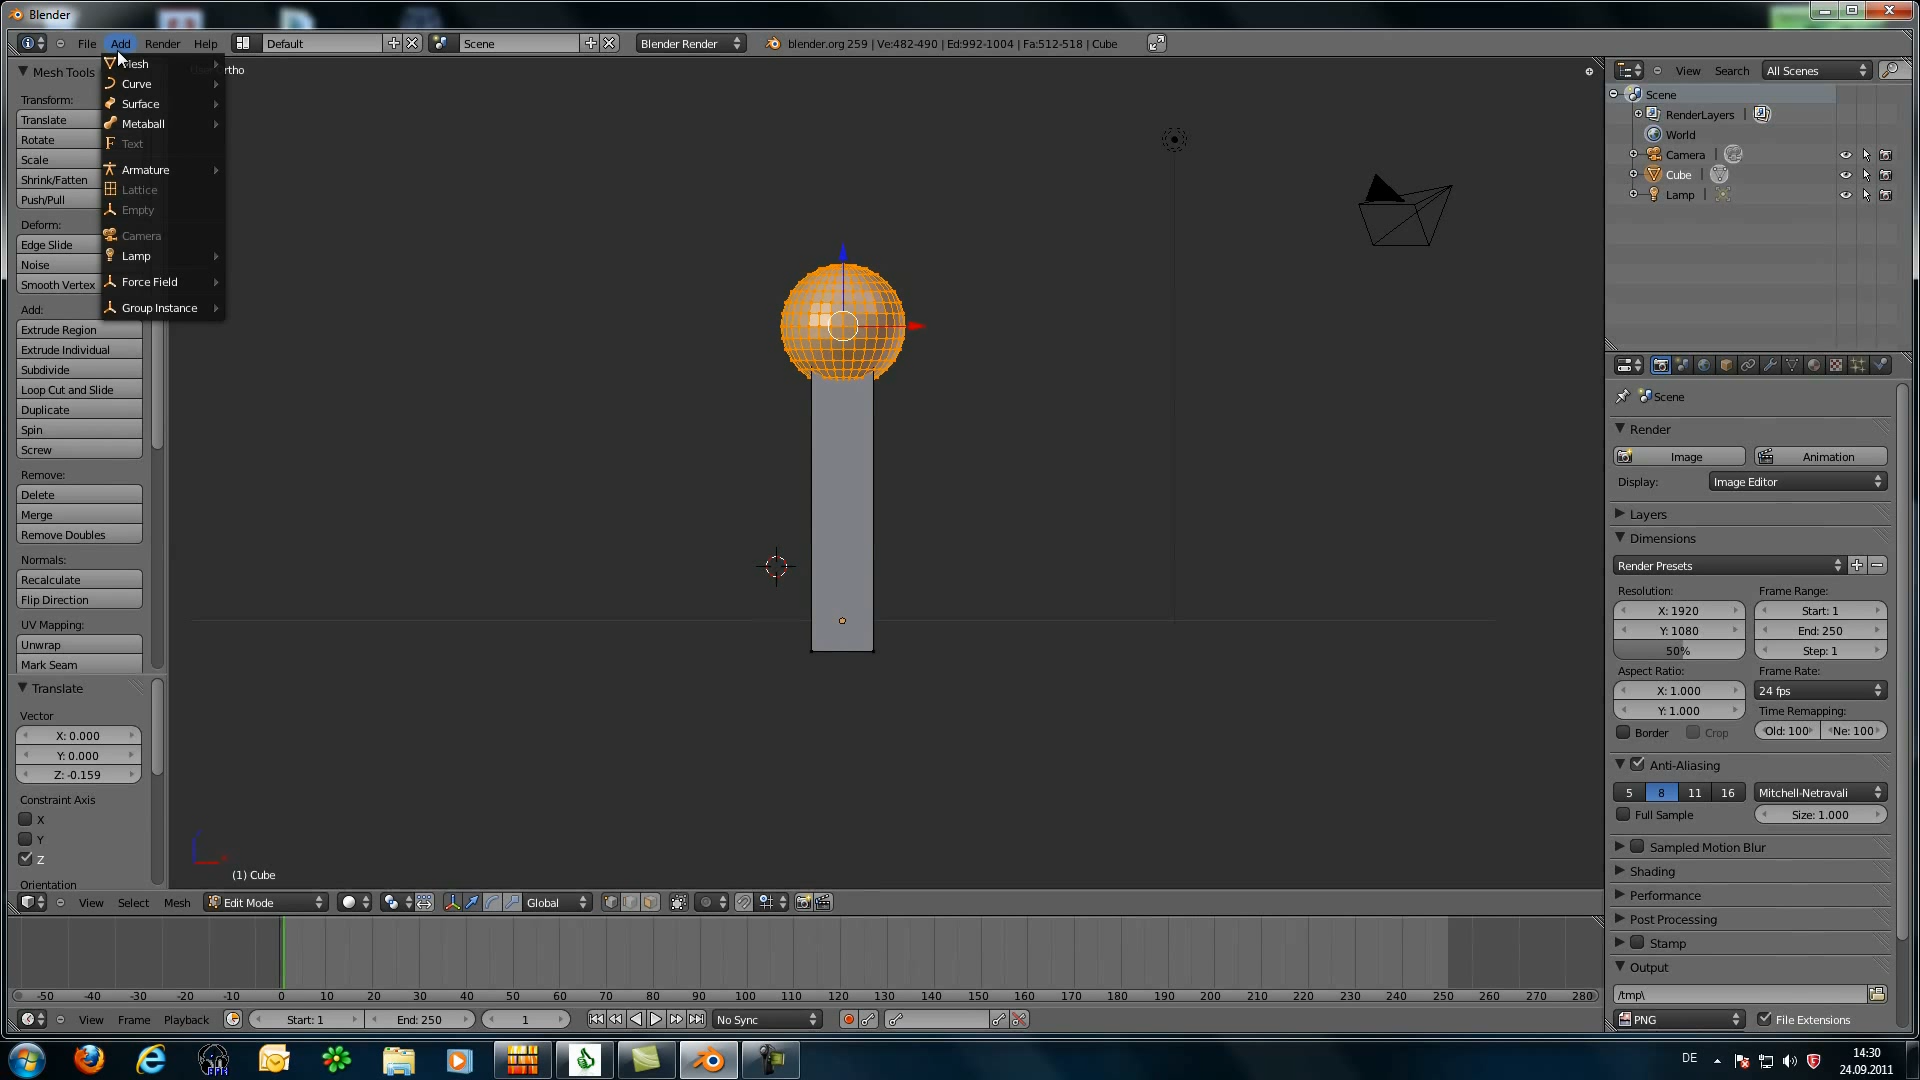 Blender
File Add Render Help Default Scene Blender Render blender.org 259 | Ve:482-490 | Ed:992-1004 | Fa:512-518 | Cube
Mesh Tools
Transform:
Translate
Rotate
Scale
Shrink/Fatten
Push/Pull
Deform:
Edge Slide
Noise
Smooth Vertex
Add:
Extrude Region
Extrude Individual
Subdivide
Loop Cut and Slide
Duplicate
Spin
Screw
Remove:
Delete
Merge
Remove Doubles
Normals:
Recalculate
Flip Direction
UV Mapping:
Unwrap
Mark Seam
Translate
Vector
X: 0.000
Y: 0.000
Z: -0.159
Constraint Axis
X
Y
Z
Orientation
Curve
Surface
Metaball
Text
Armature
Lattice
Empty
Camera
Lamp
Force Field
Group Instance
(1) Cube
View Select Mesh Edit Mode Global
-50 -40 -30 -20 -10 0 10 20 30 40 50 60 70 80 90 100 110 120 130 140 150 160 170 180 190 200 210 220 230 240 250 260 270 280
View Frame Playback Start: 1 End: 250 1 No Sync
View Search All Scenes
Scene
RenderLayers |
World
Camera |
Cube |
Lamp |
Scene
Render
Image Animation
Display: Image Editor
Layers
Dimensions
Render Presets
Resolution: Frame Range:
X: 1920 Start: 1
Y: 1080 End: 250
50% Step: 1
Aspect Ratio: Frame Rate:
X: 1.000 24 fps
Y: 1.000 Time Remapping:
Border Crop Old: 100 Ne: 100
Anti-Aliasing
5 8 11 16 Mitchell-Netravali
Full Sample Size: 1.000
Sampled Motion Blur
Shading
Performance
Post Processing
Stamp
Output
/tmp\
PNG File Extensions
DE 14:30
24.09.2011